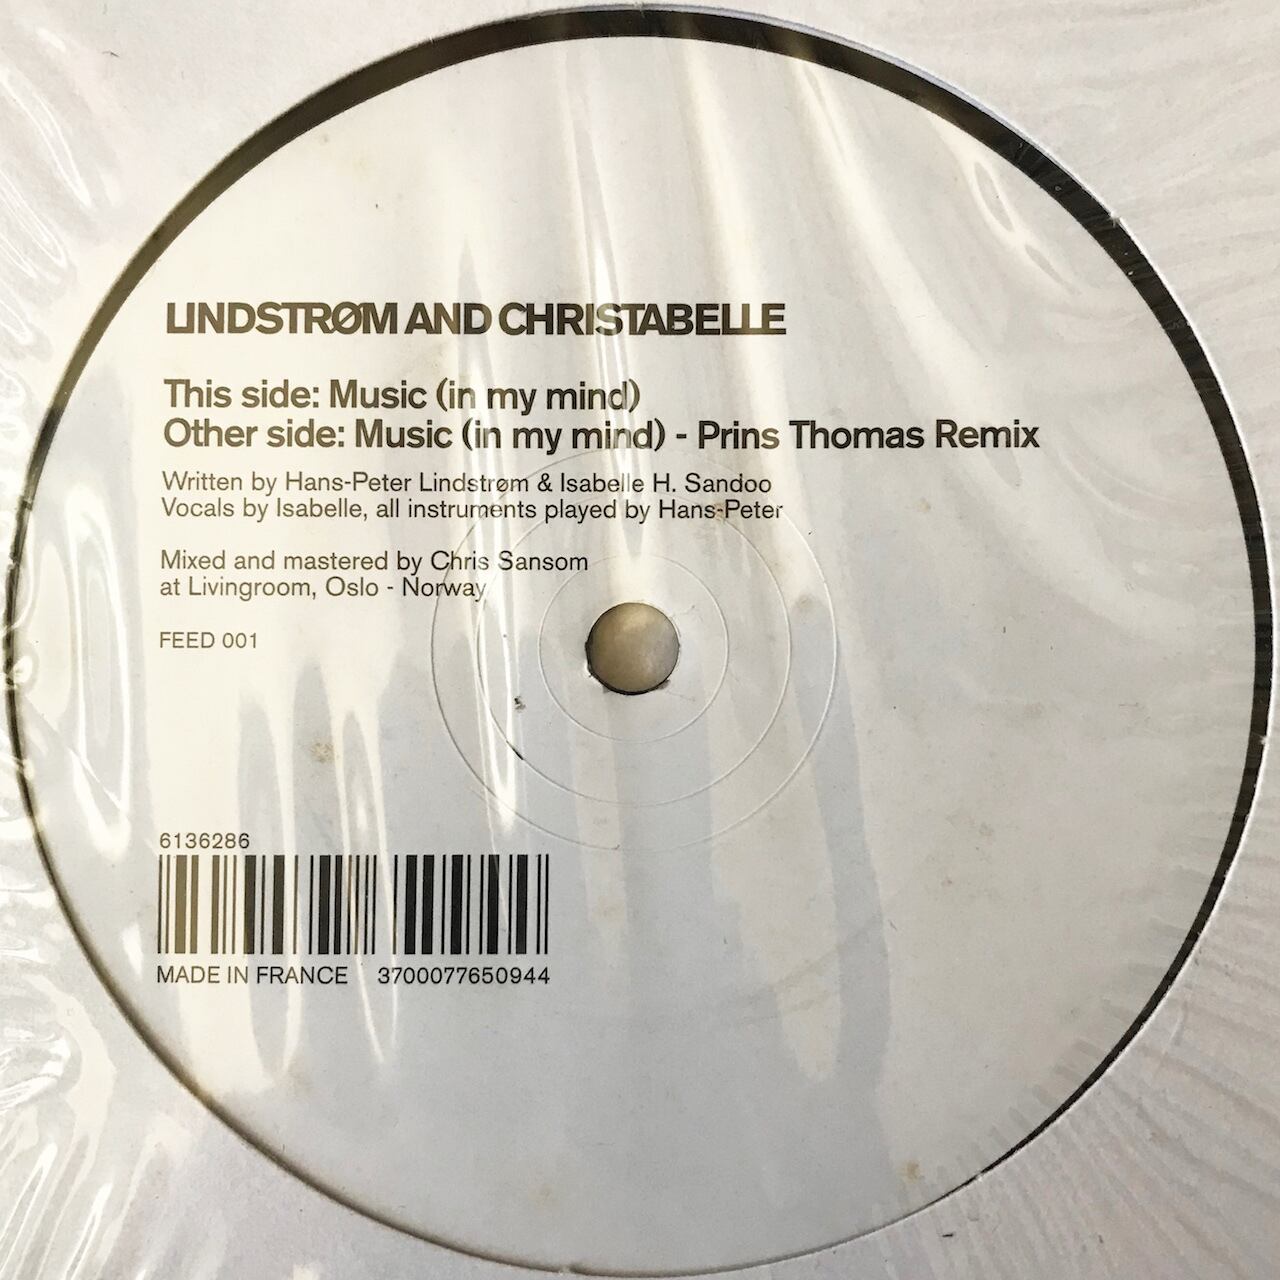 LINDSTRØM AND CHRISTABELLE
This side: Music (in my mind)
Other side: Music (in my mind) - Prins Thomas Remix
Written by Hans-Peter Lindstrøm & Isabelle H. Sandoo
Vocals by Isabelle, all instruments played by Hans-Peter
Mixed and mastered by Chris Sansom
at Livingroom, Oslo - Norway
FEED 001
6136286
MADE IN FRANCE 3700077650944